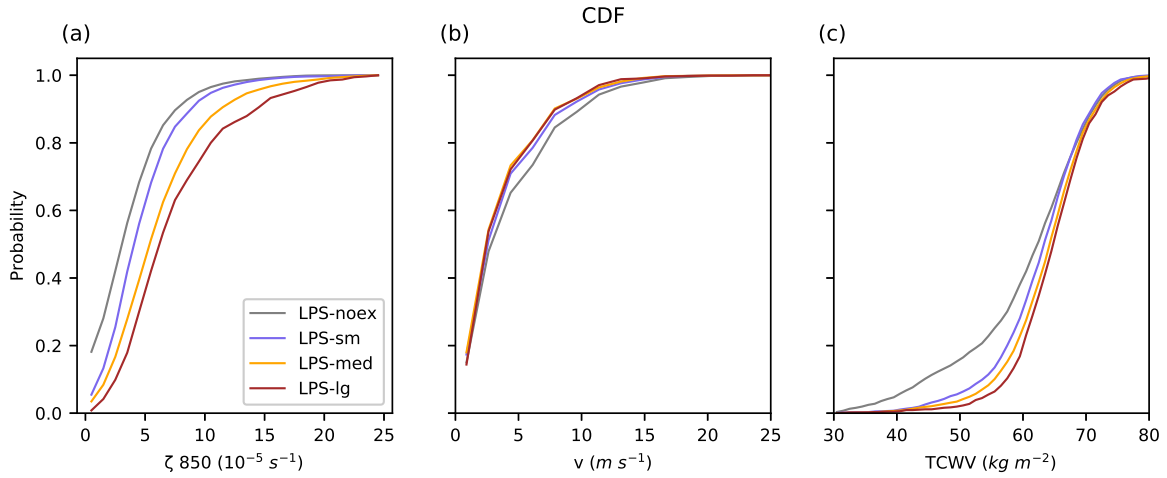 CDF
(a)
(b)
(c)
Probability
1.0
0.8
0.6
0.4
0.2
0.0
LPS-noex
LPS-sm
LPS-med
LPS-lg
0 5 10 15 20 25
0 5 10 15 20 25
30 40 50 60 70 80
ζ 850 (10⁻⁵ s⁻¹)
v (m s⁻¹)
TCWV (kg m⁻²)